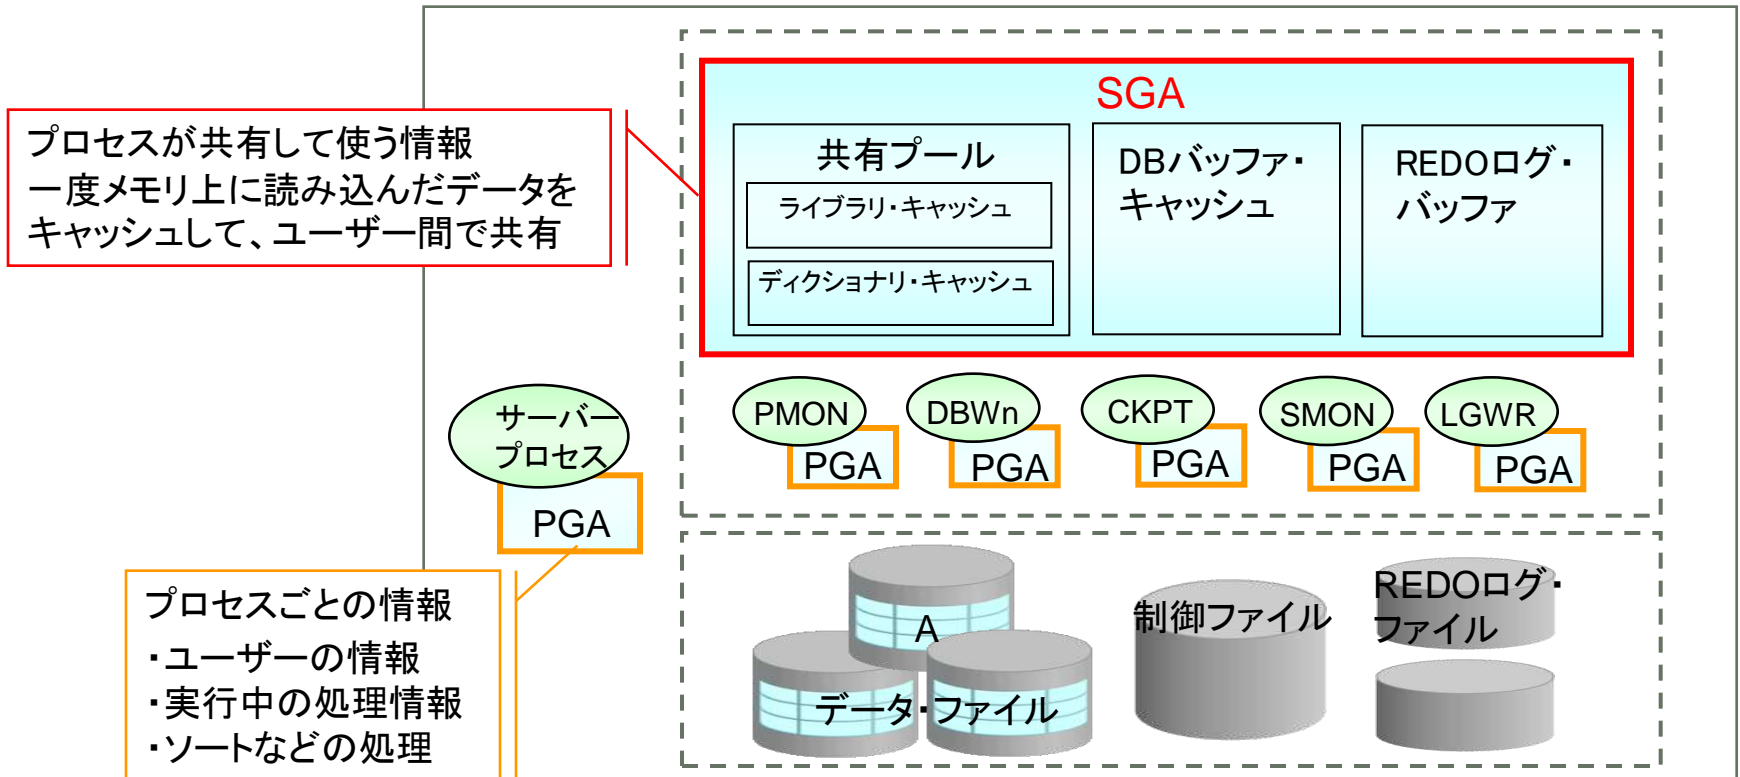 SGA
プロセスが共有して使う情報
一度メモリ上に読み込んだデータを
キャッシュして、ユーザー間で共有
共有プール
ライブラリ・キャッシュ
ディクショナリ・キャッシュ
DBバッファ・
キャッシュ
REDOログ・
バッファ
サーバー
プロセス
PGA
PMON
PGA
DBWn
PGA
CKPT
PGA
SMON
PGA
LGWR
PGA
プロセスごとの情報
・ユーザーの情報
・実行中の処理情報
・ソートなどの処理
A
データ・ファイル
制御ファイル
REDOログ・
ファイル